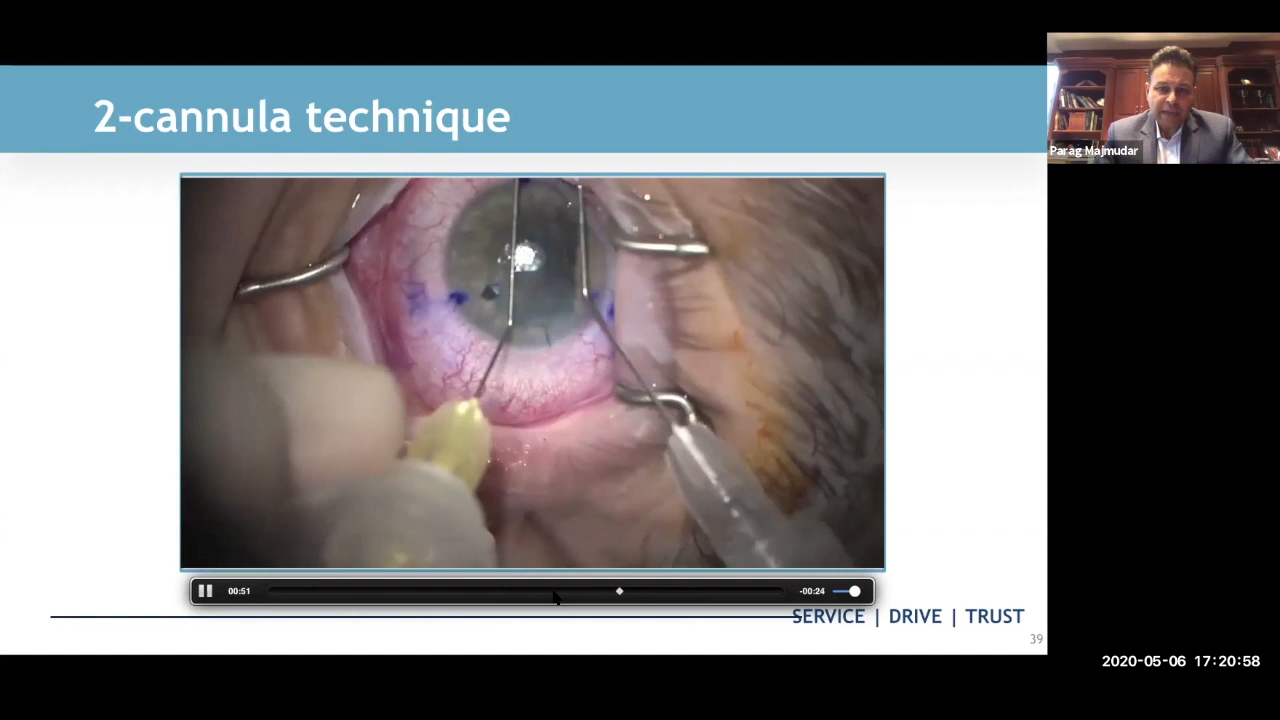 2-cannula technique
Parag Majmudar
00:51
-00:24
SERVICE | DRIVE | TRUST
39
2020-05-06 17:20:58